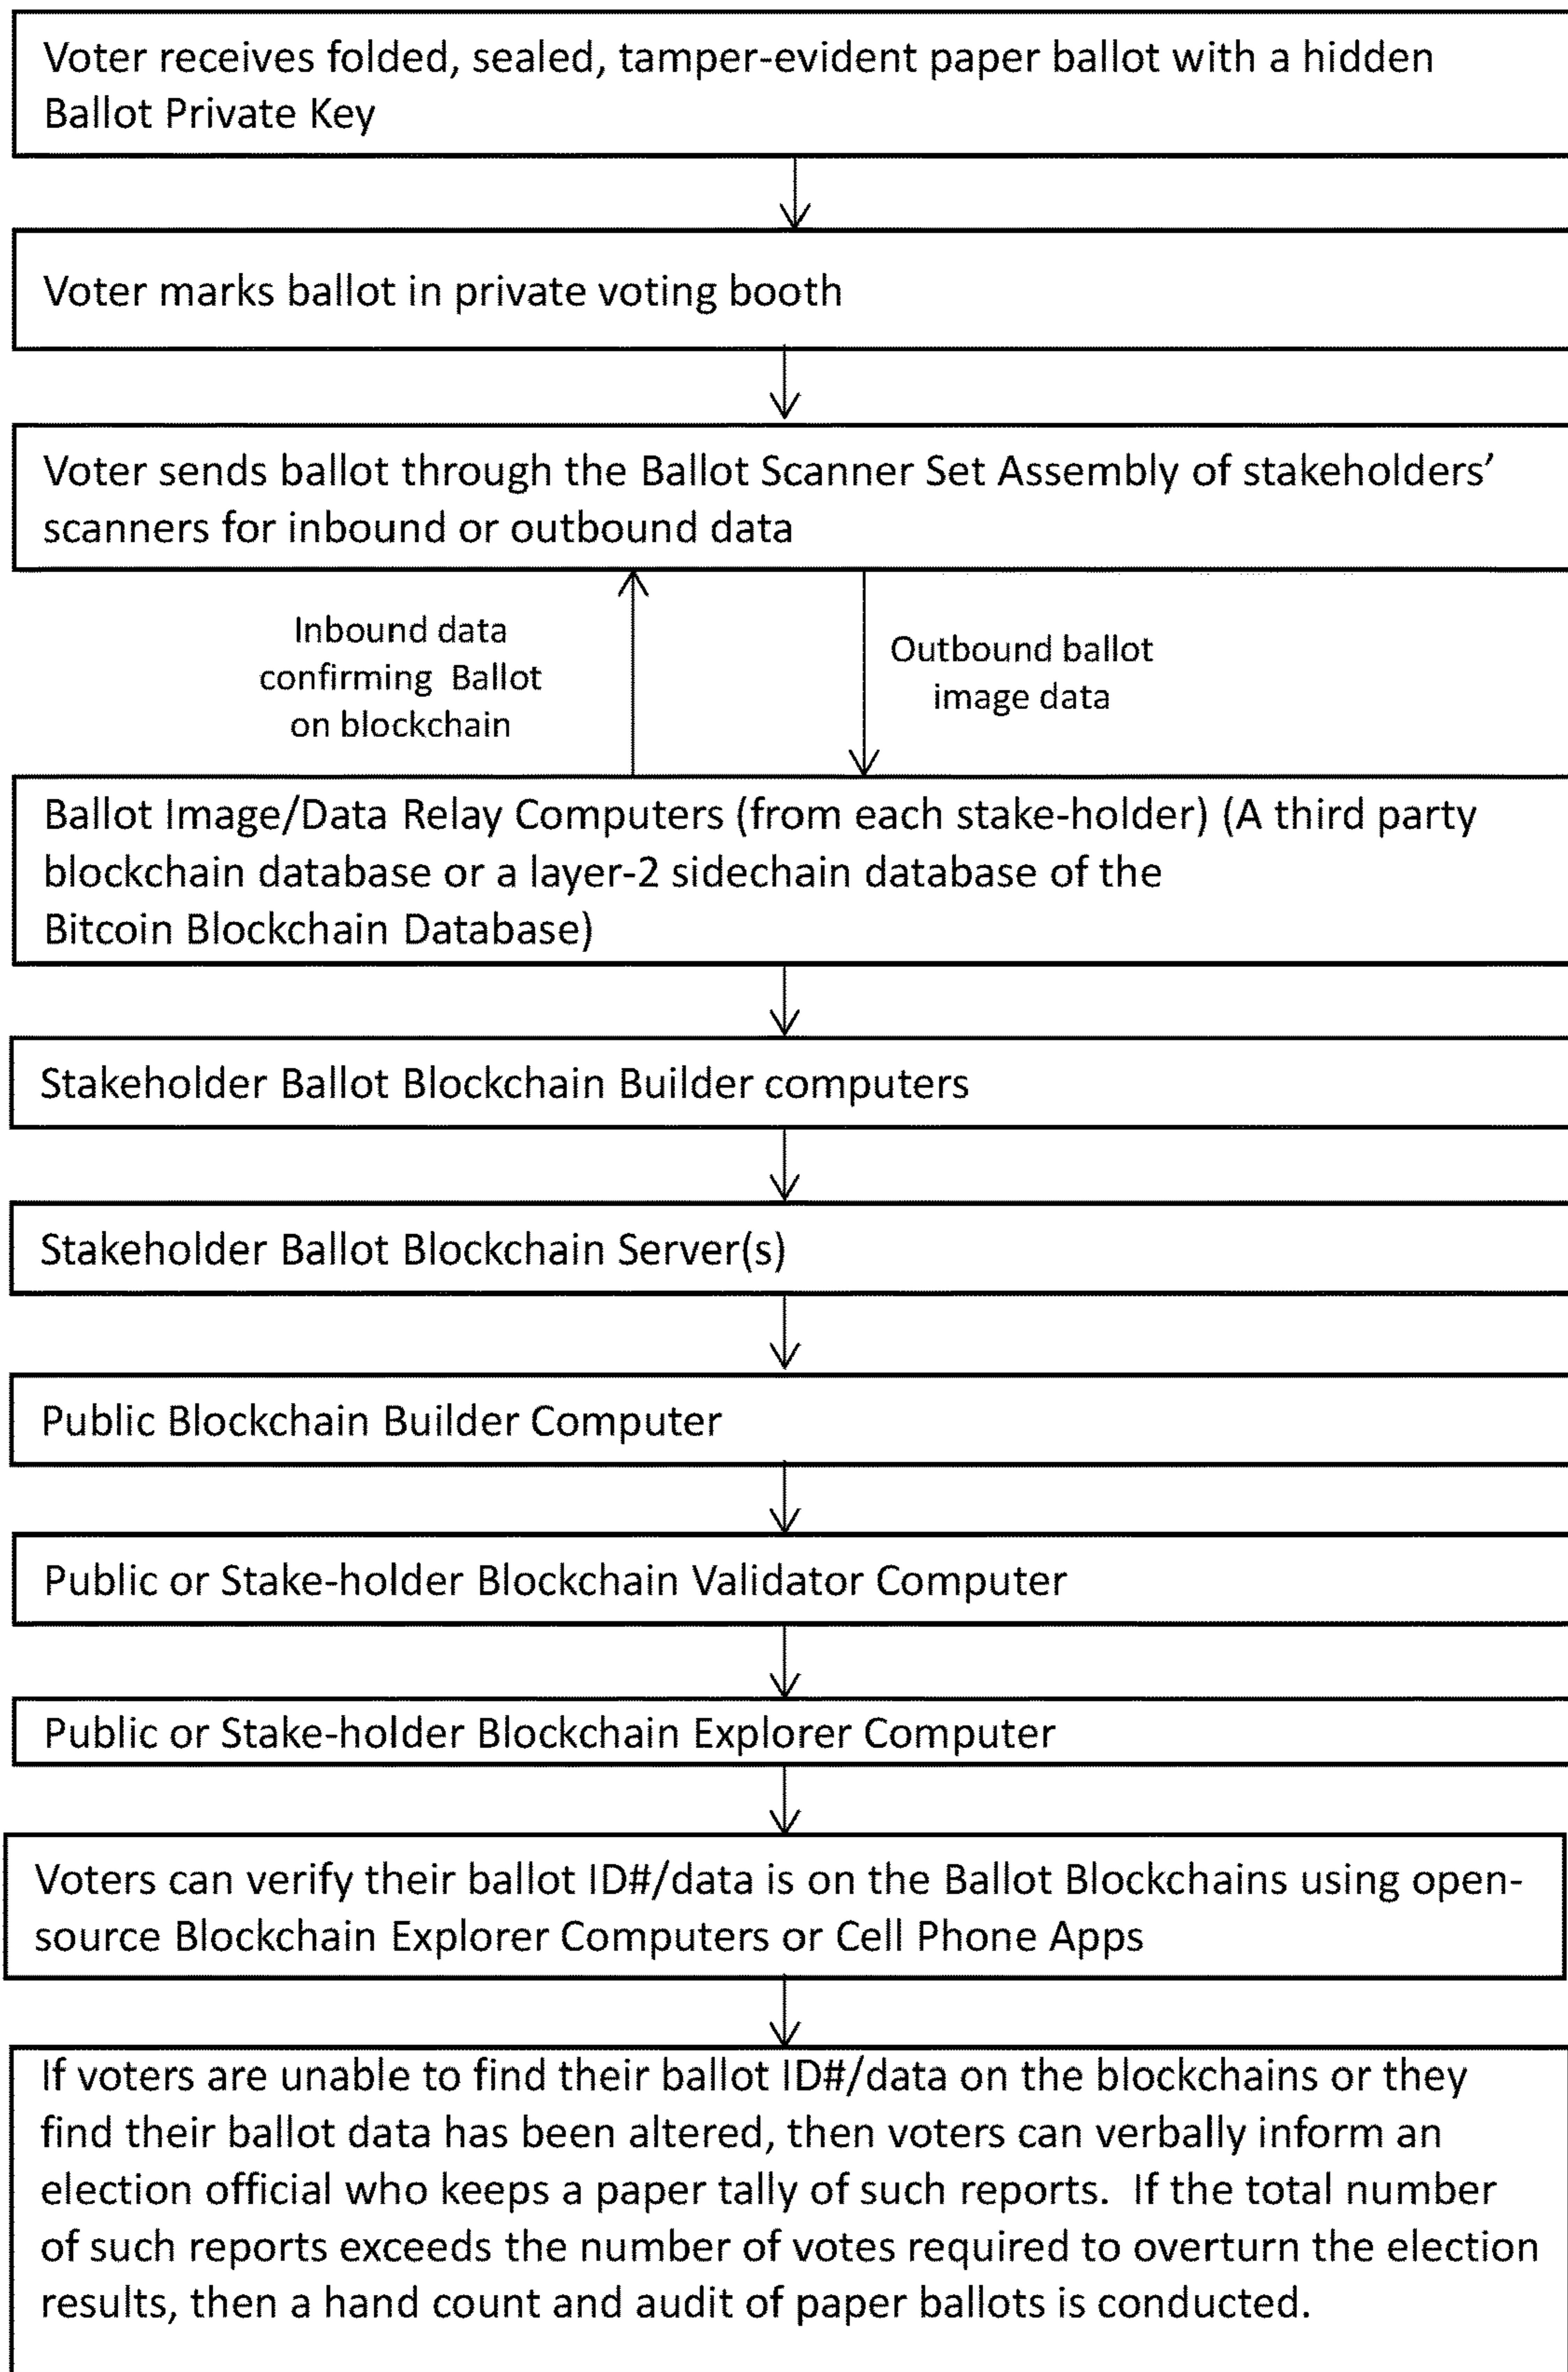 Voter receives folded, sealed, tamper-evident paper ballot with a hidden
Ballot Private Key
Voter marks ballot in private voting booth
Voter sends ballot through the Ballot Scanner Set Assembly of stakeholders’
scanners for inbound or outbound data
Inbound data
confirming Ballot
on blockchain
Outbound ballot
image data
Ballot Image/Data Relay Computers (from each stake-holder) (A third party
blockchain database or a layer-2 sidechain database of the
Bitcoin Blockchain Database)
Stakeholder Ballot Blockchain Builder computers
Stakeholder Ballot Blockchain Server(s)
Public Blockchain Builder Computer
Public or Stake-holder Blockchain Validator Computer
Public or Stake-holder Blockchain Explorer Computer
Voters can verify their ballot ID#/data is on the Ballot Blockchains using open-
source Blockchain Explorer Computers or Cell Phone Apps
If voters are unable to find their ballot ID#/data on the blockchains or they
find their ballot data has been altered, then voters can verbally inform an
election official who keeps a paper tally of such reports.  If the total number
of such reports exceeds the number of votes required to overturn the election
results, then a hand count and audit of paper ballots is conducted.